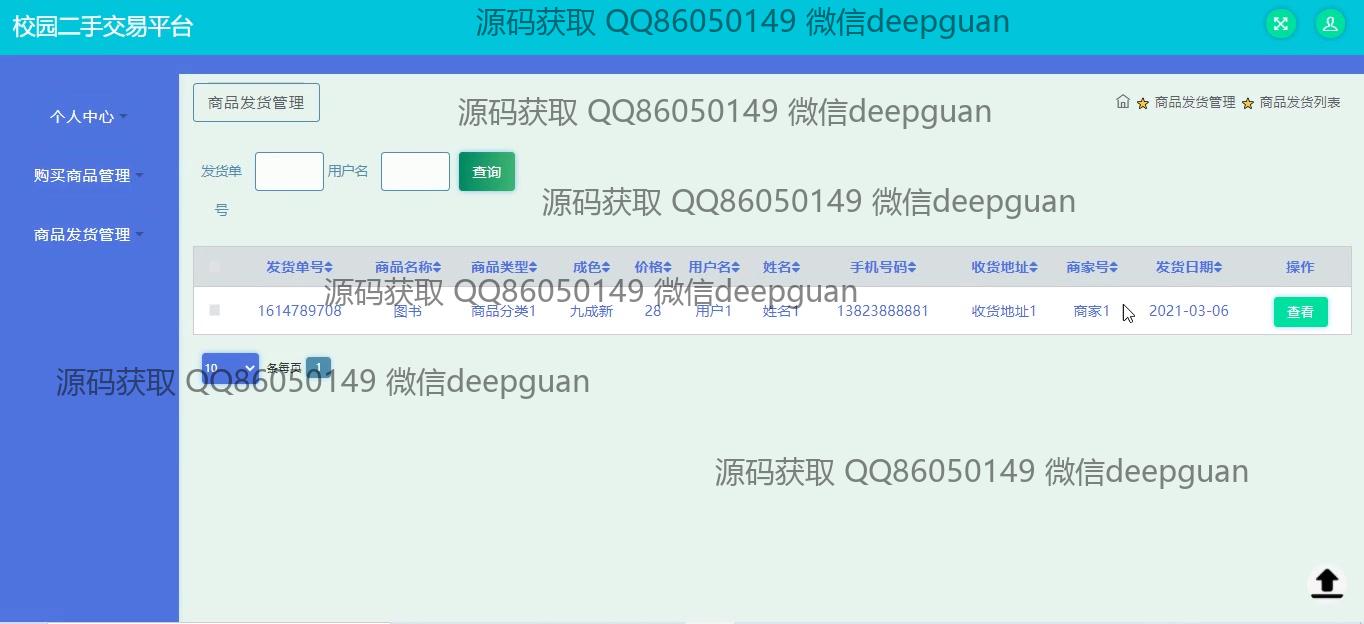 校园二手交易平台
源码获取 QQ86050149 微信deepguan
个人中心
购买商品管理
商品发货管理
商品发货管理
源码获取 QQ86050149 微信deepguan
商品发货管理 商品发货列表
发货单号 用户名 查询
源码获取 QQ86050149 微信deepguan
发货单号 商品名称 商品类型 成色 价格 用户名 姓名 手机号码 收货地址 商家号 发货日期 操作
源码获取 QQ86050149 微信deepguan
1614789708 图书 商品分类1 九成新 28 用户1 姓名1 13823888881 收货地址1 商家1 2021-03-06 查看
10 条每页 1
源码获取 QQ86050149 微信deepguan
源码获取 QQ86050149 微信deepguan